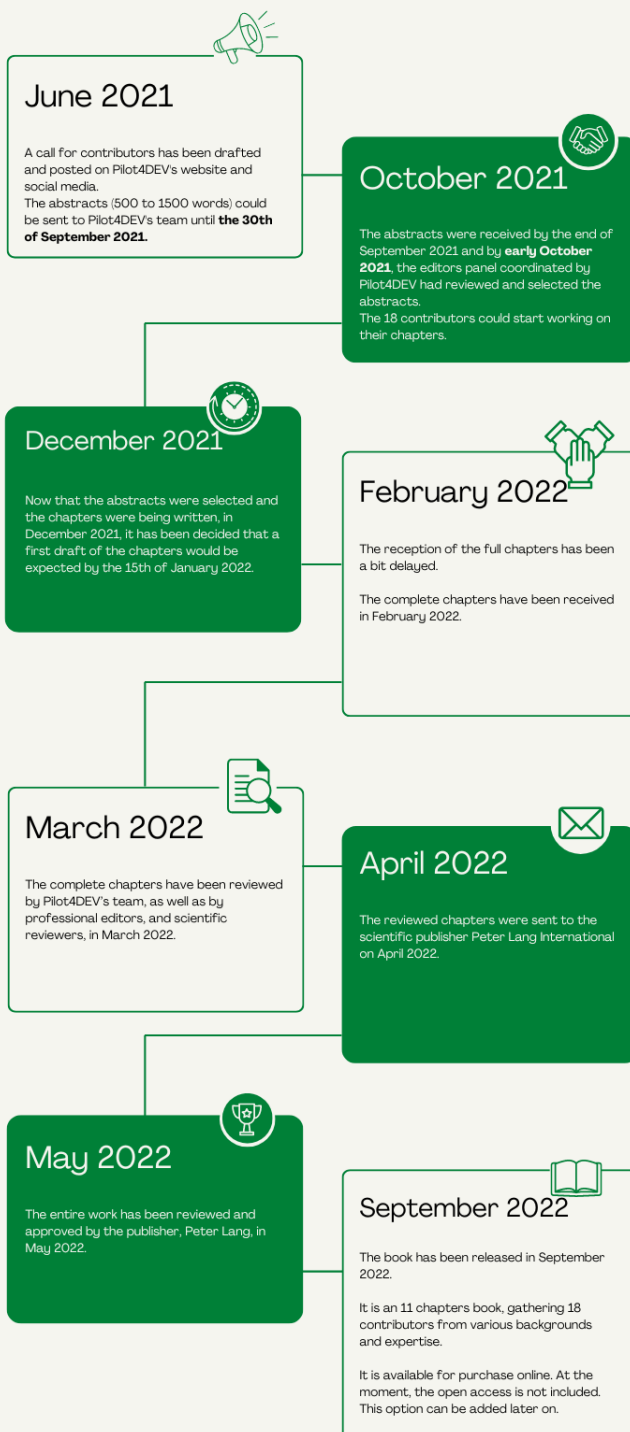 June 2021
A call for contributors has been drafted
and posted on Pilot4DEV's website and
social media.
The abstracts (500 to 1500 words) could
be sent to Pilot4DEV's team until the 30th
of September 2021.
October 2021
The abstracts were received by the end of
September 2021 and by early October
2021, the editors panel coordinated by
Pilot4DEV had reviewed and selected the
abstracts.
The 18 contributors could start working on
their chapters.
December 2021
Now that the abstracts were selected and
the chapters were being written, in
December 2021, it has been decided that a
first draft of the chapters would be
expected by the 15th of January 2022.
February 2022
The reception of the full chapters has been
a bit delayed.
The complete chapters have been received
in February 2022.
March 2022
The complete chapters have been reviewed
by Pilot4DEV's team, as well as by
professional editors, and scientific
reviewers, in March 2022.
April 2022
The reviewed chapters were sent to the
scientific publisher Peter Lang International
on April 2022.
May 2022
The entire work has been reviewed and
approved by the publisher, Peter Lang, in
May 2022.
September 2022
The book has been released in September
2022.
It is an 11 chapters book, gathering 18
contributors from various backgrounds
and expertise.
It is available for purchase online. At the
moment, the open access is not included.
This option can be added later on.